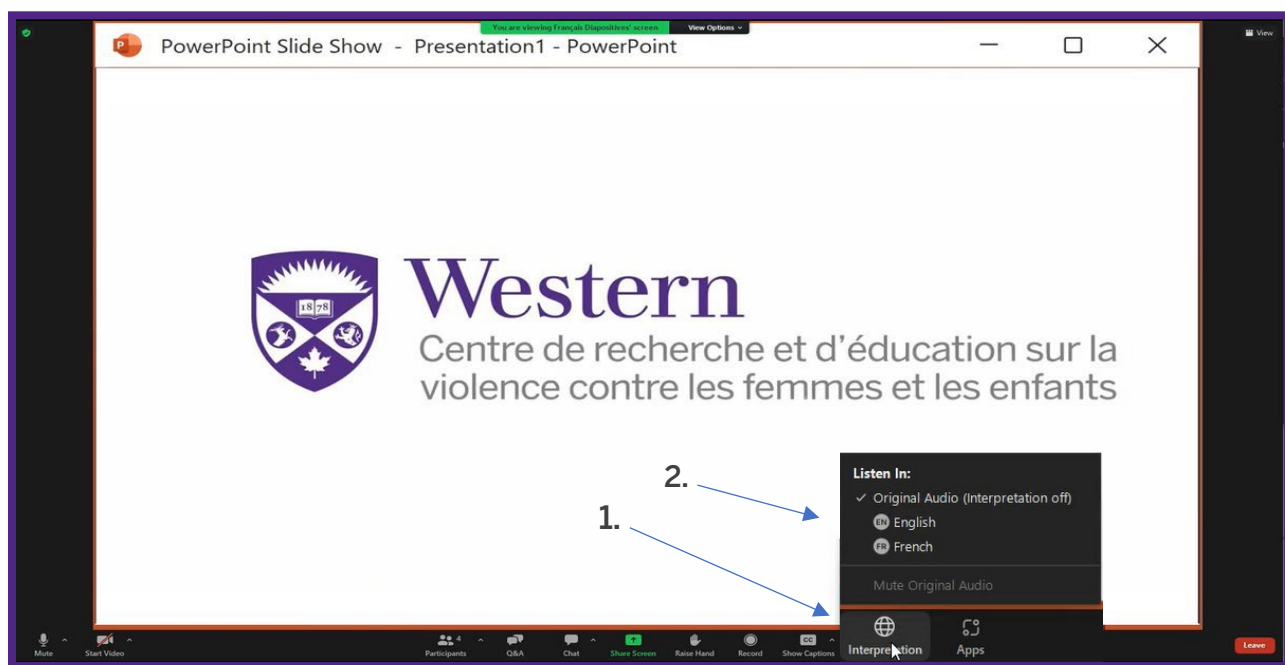 You are viewing Français Diapositives' screen View Options
View
PowerPoint Slide Show - Presentation1 - PowerPoint
1878
Western
Centre de recherche et d'éducation sur la
violence contre les femmes et les enfants
2.
1.
Listen In:
Original Audio (Interpretation off)
EN English
FR French
Mute Original Audio
Mute Start Video Participants 4 Q&A Chat Share Screen Raise Hand Record CC Show Captions Interpretation Apps Leave